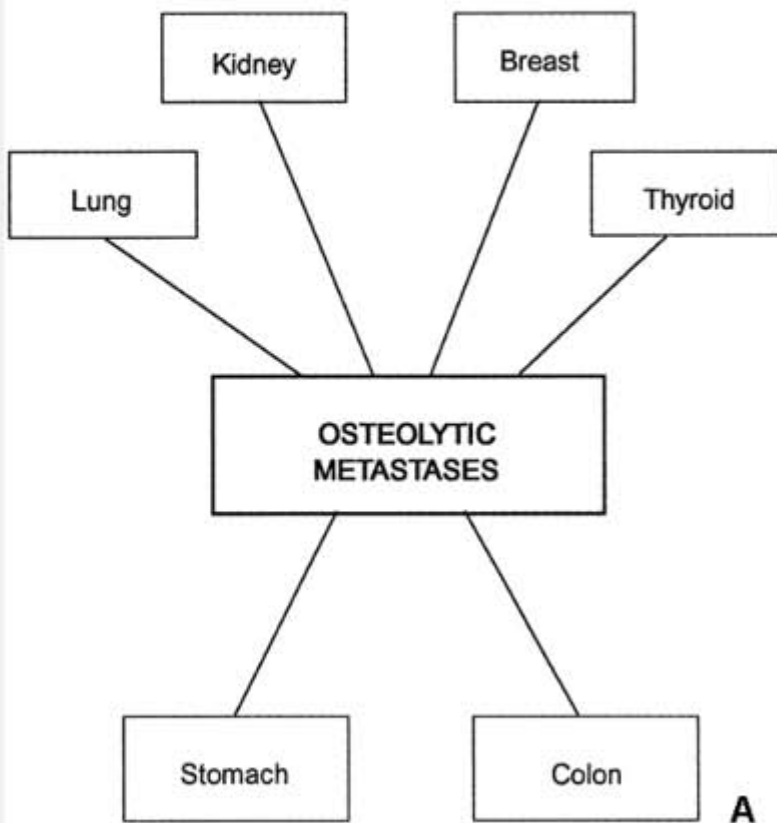 Kidney
Breast
Lung
Thyroid
OSTEOLYTIC
METASTASES
Stomach
Colon
A